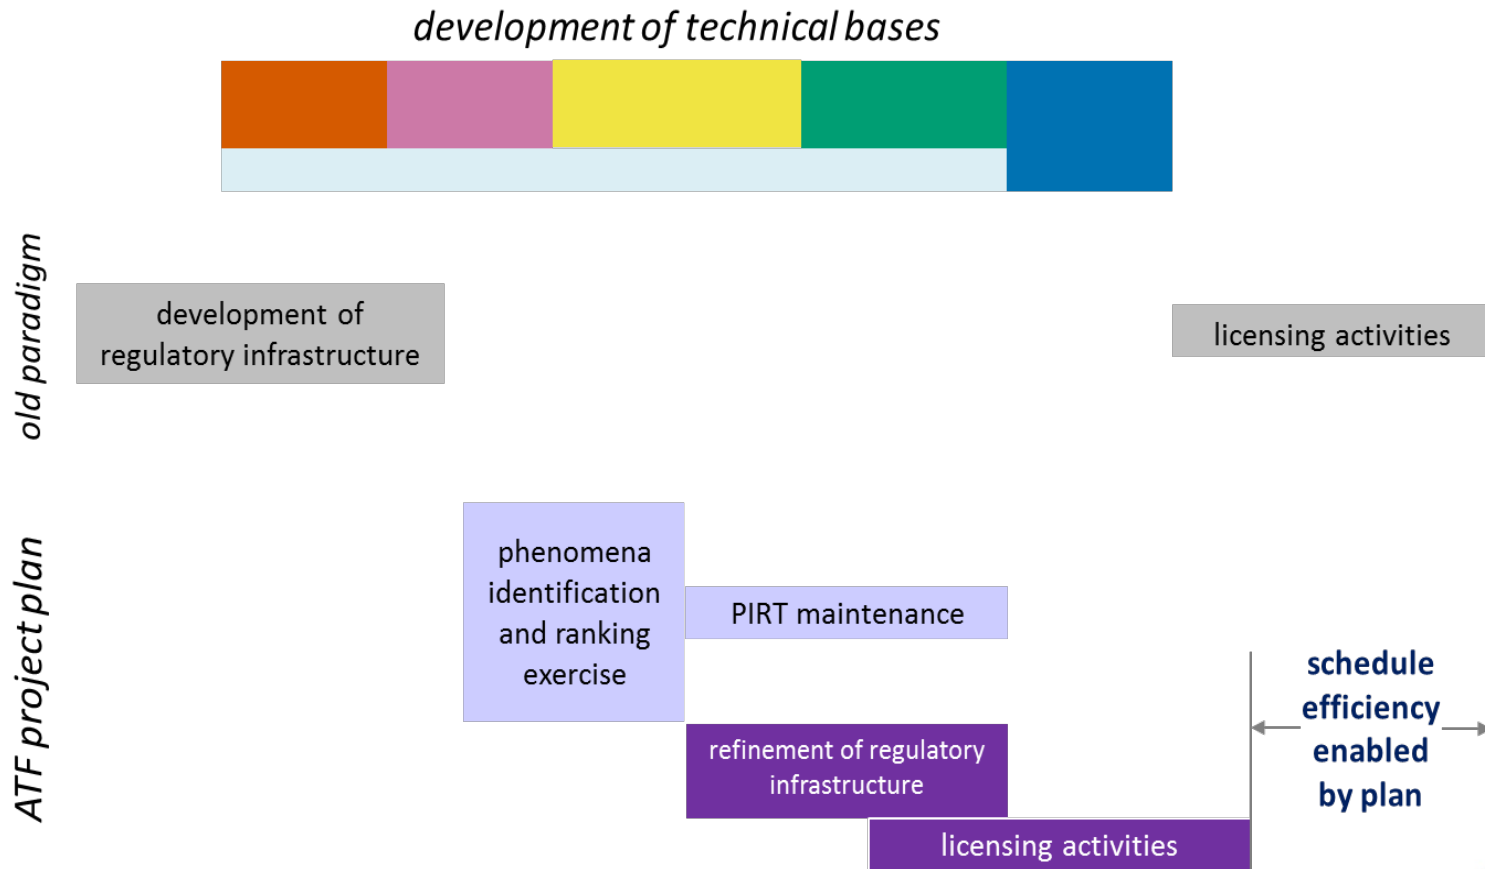 development of technical bases
old paradigm
development of
regulatory infrastructure
licensing activities
ATF project plan
phenomena
identification
and ranking
exercise
PIRT maintenance
refinement of regulatory
infrastructure
licensing activities
schedule
efficiency
enabled
by plan